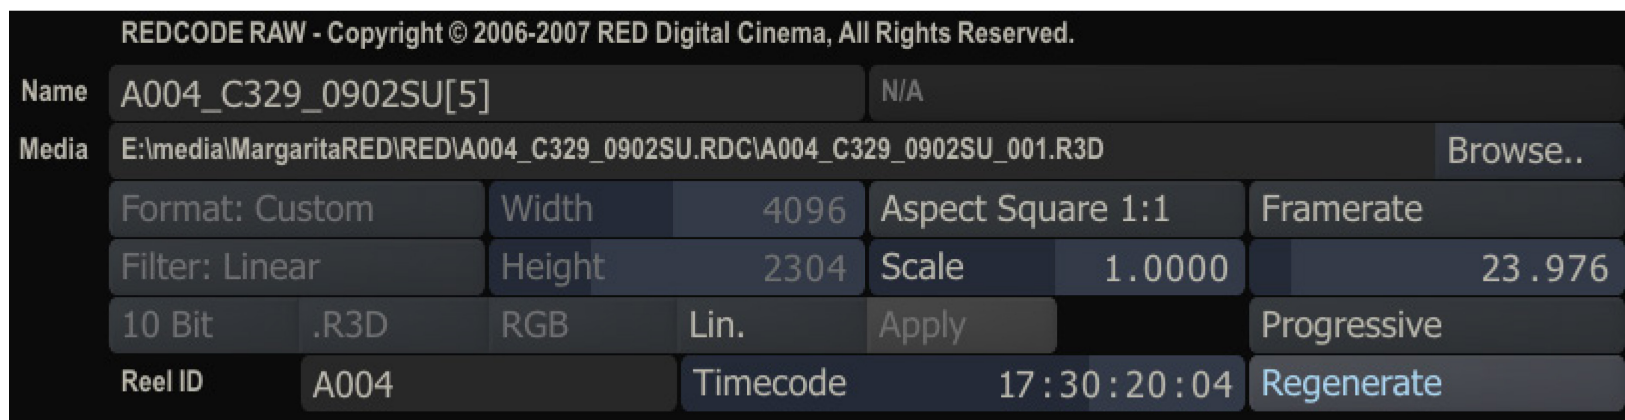 REDCODE RAW - Copyright © 2006-2007 RED Digital Cinema, All Rights Reserved.
Name A004_C329_0902SU[5] N/A
Media E:\media\MargaritaRED\RED\A004_C329_0902SU.RDC\A004_C329_0902SU_001.R3D Browse..
Format: Custom Width 4096 Aspect Square 1:1 Framerate
Filter: Linear Height 2304 Scale 1.0000 23.976
10 Bit .R3D RGB Lin. Apply Progressive
Reel ID A004 Timecode 17:30:20:04 Regenerate